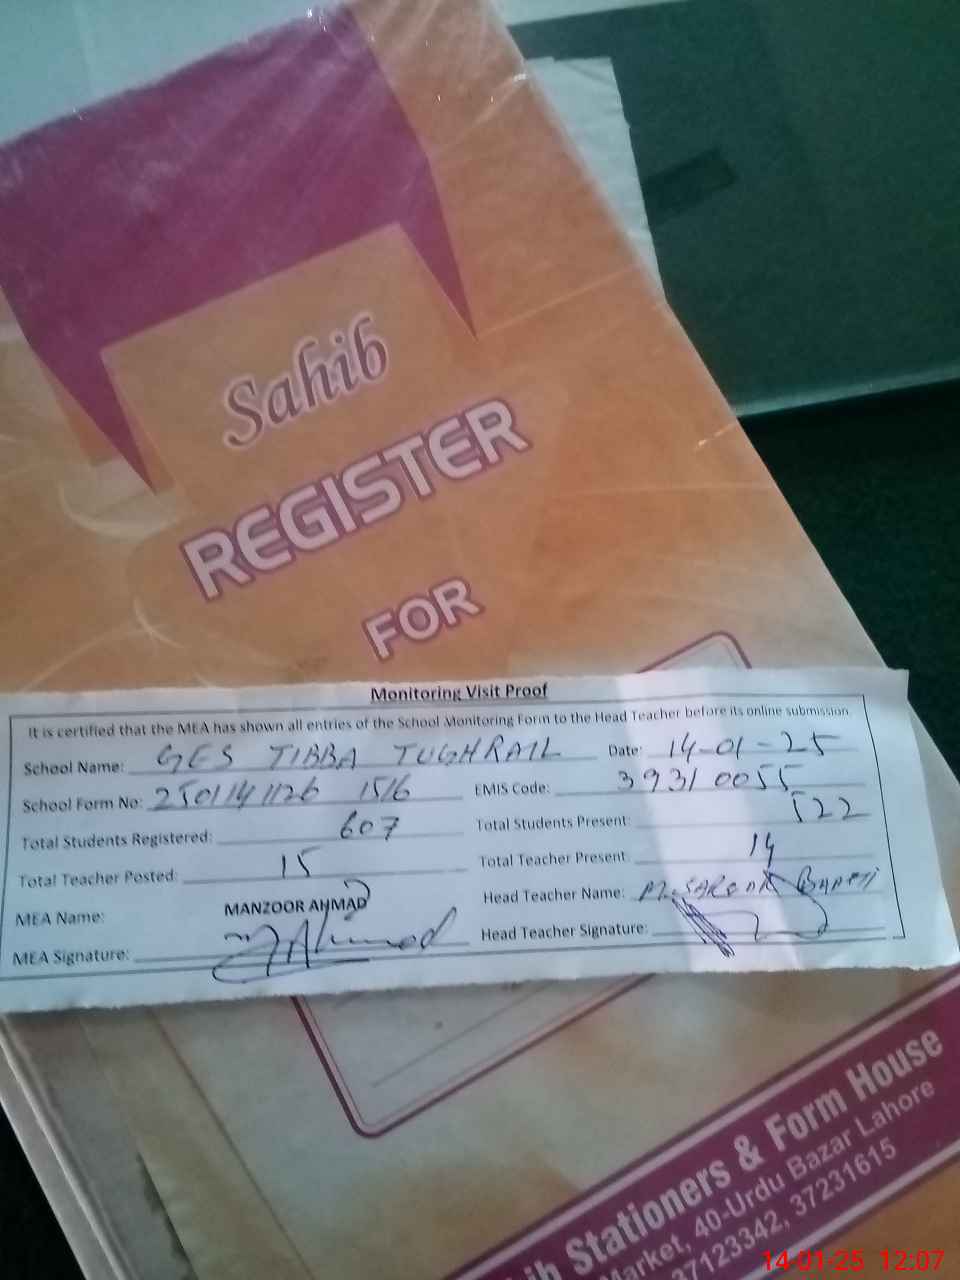 Sahib
REGISTER
FOR
Monitoring Visit Proof
It is certified that the MEA has shown all entries of the School Monitoring Form to the Head Teacher before its online submission.
School Name: GES TIBBA TUGHRAIL Date: 14-01-25
School Form No: 2501141126 1516 EMIS Code: 39310055
Total Students Registered: 607 Total Students Present: 522
Total Teacher Posted: 15 Total Teacher Present: 14
MEA Name: MANZOOR AHMAD Head Teacher Name: M. SARDAR
MEA Signature: Ahmad Head Teacher Signature:
Stationers & Form House
Market, 40-Urdu Bazar Lahore
37123342, 37231615
14-01-25 12:07